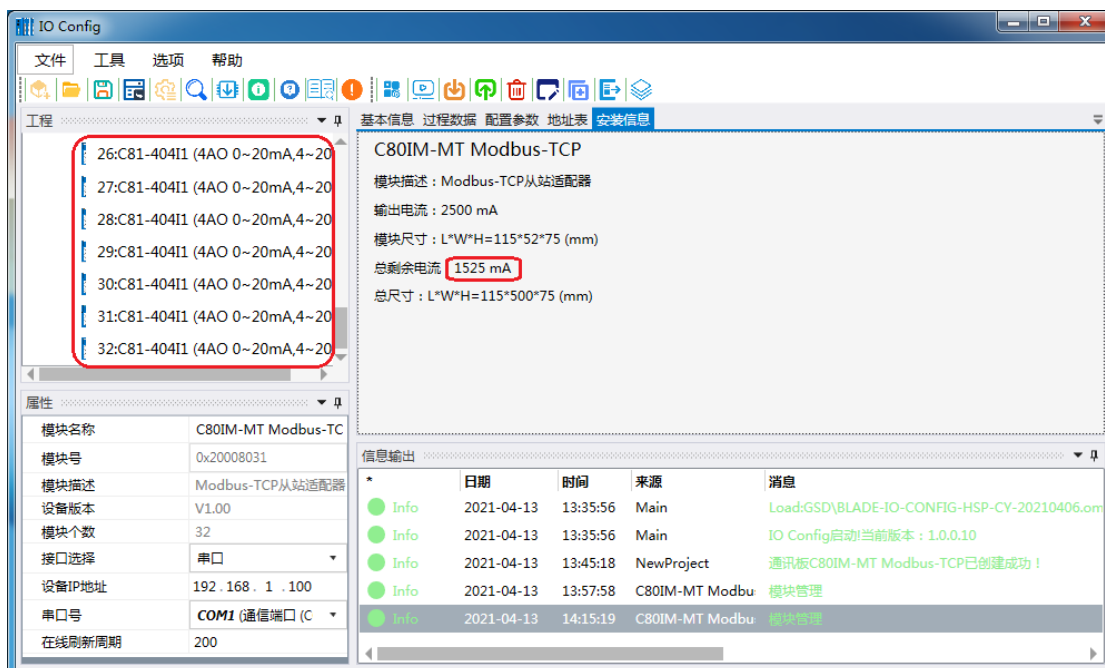 IO Config
文件 工具 选项 帮助
工程
26:C81-404I1 (4AO 0~20mA,4~20
27:C81-404I1 (4AO 0~20mA,4~20
28:C81-404I1 (4AO 0~20mA,4~20
29:C81-404I1 (4AO 0~20mA,4~20
30:C81-404I1 (4AO 0~20mA,4~20
31:C81-404I1 (4AO 0~20mA,4~20
32:C81-404I1 (4AO 0~20mA,4~20
基本信息 过程数据 配置参数 地址表 安装信息
C80IM-MT Modbus-TCP
模块描述：Modbus-TCP从站适配器
输出电流：2500 mA
模块尺寸：L*W*H=115*52*75 (mm)
总剩余电流 1525 mA
总尺寸：L*W*H=115*500*75 (mm)
属性
模块名称 C80IM-MT Modbus-TC
模块号 0x20008031
模块描述 Modbus-TCP从站适配器
设备版本 V1.00
模块个数 32
接口选择 串口
设备IP地址 192 . 168 . 1 . 100
串口号 COM1 (通信端口 (C
在线刷新周期 200
信息输出
* 日期 时间 来源 消息
Info 2021-04-13 13:35:56 Main Load:GSD\BLADE-IO-CONFIG-HSP-CY-20210406.om
Info 2021-04-13 13:35:56 Main IO Config启动!当前版本：1.0.0.10
Info 2021-04-13 13:45:18 NewProject 通讯板C80IM-MT Modbus-TCP已创建成功！
Info 2021-04-13 13:57:58 C80IM-MT Modbu 模块管理
Info 2021-04-13 14:15:19 C80IM-MT Modbu 模块管理